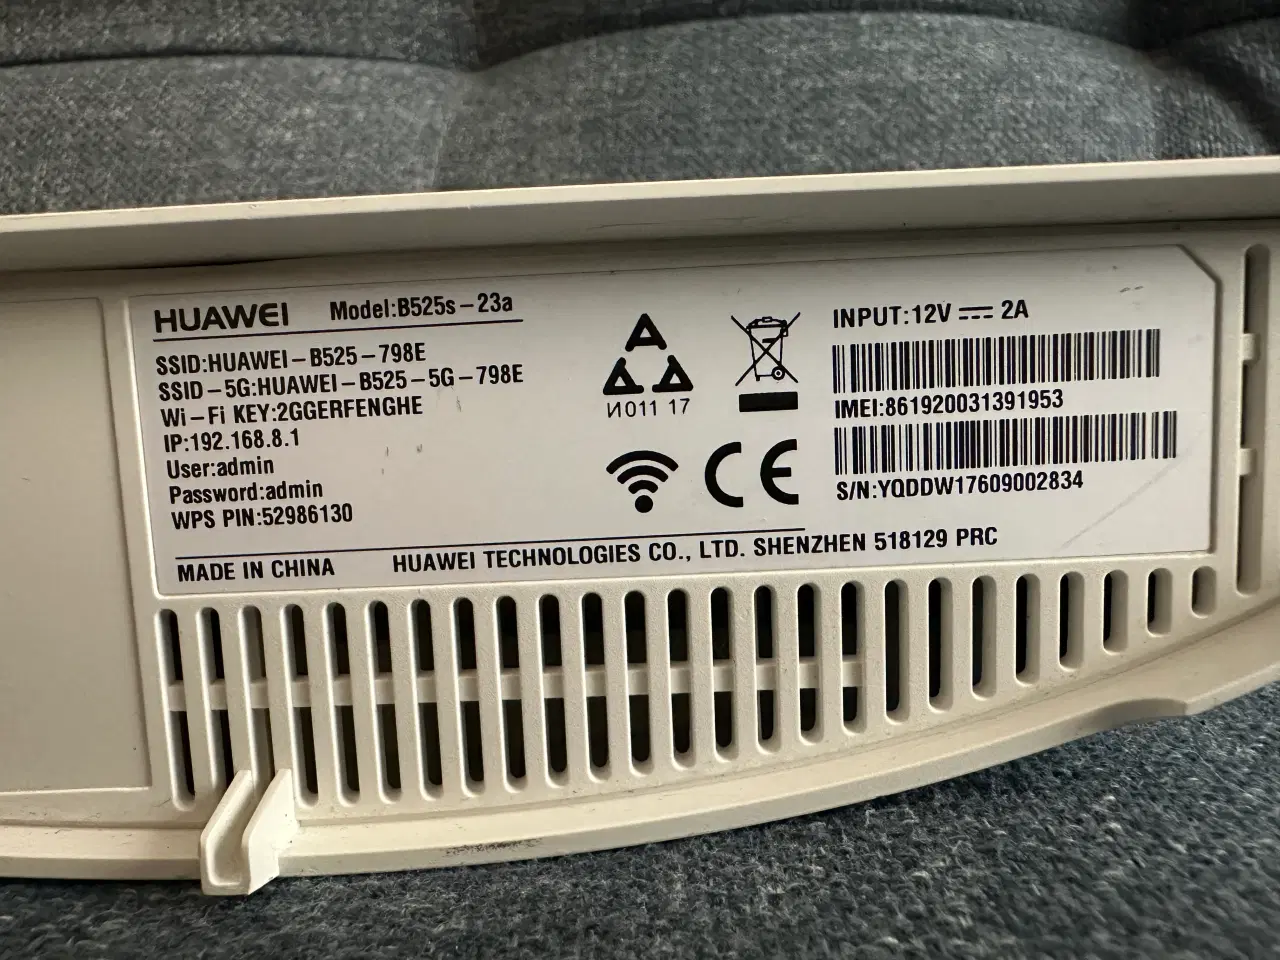 HUAWEI Model:B525s-23a
SSID:HUAWEI-B525-798E
SSID-5G:HUAWEI-B525-5G-798E
Wi-Fi KEY:2GGERFENGHE
IP:192.168.8.1
User:admin
Password:admin
WPS PIN:52986130
MADE IN CHINA HUAWEI TECHNOLOGIES CO., LTD. SHENZHEN 518129 PRC
И011 17
CE
INPUT:12V ⎓ 2A
IMEI:861920031391953
S/N:YQDDW17609002834